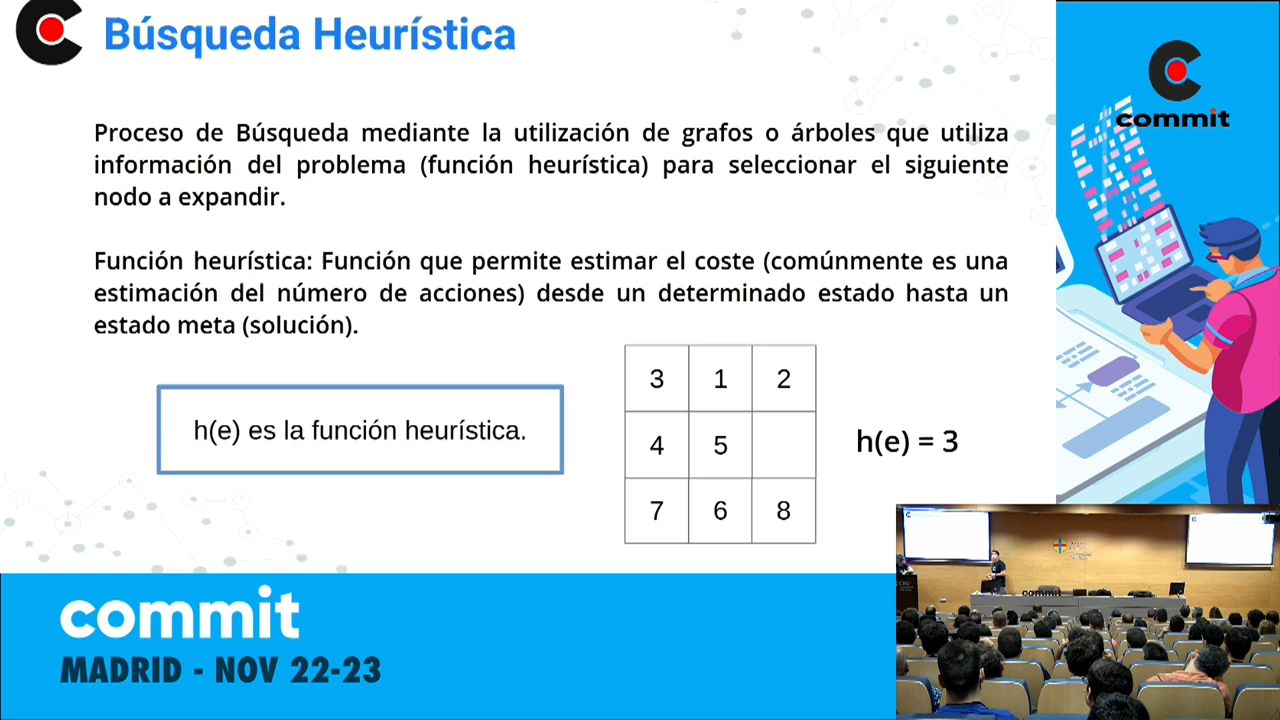 Búsqueda Heurística
commit
Proceso de Búsqueda mediante la utilización de grafos o árboles que utiliza
información del problema (función heurística) para seleccionar el siguiente
nodo a expandir.
Función heurística: Función que permite estimar el coste (comúnmente es una
estimación del número de acciones) desde un determinado estado hasta un
estado meta (solución).
h(e) es la función heurística.
3 1 2
4 5
7 6 8
h(e) = 3
commit
MADRID - NOV 22-23
commit